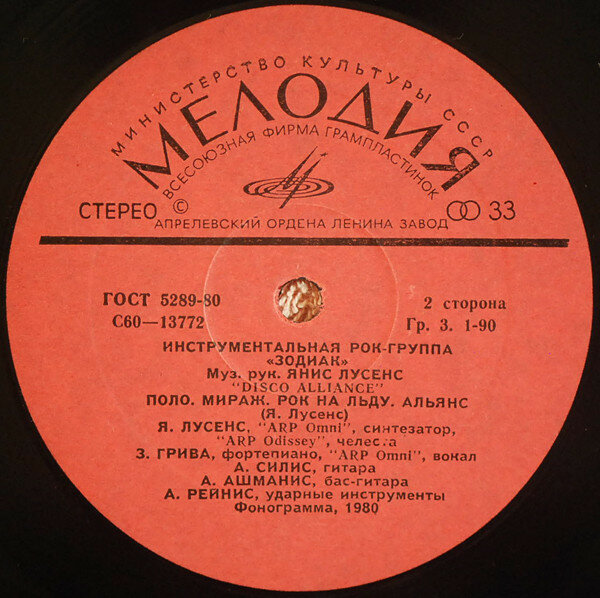 МИНИСТЕРСТВО КУЛЬТУРЫ СССР
МЕЛОДИЯ
ВСЕСОЮЗНАЯ ФИРМА ГРАМПЛАСТИНОК
СТЕРЕО © 33
АПРЕЛЕВСКИЙ ОРДЕНА ЛЕНИНА ЗАВОД
ГОСТ 5289-80 2 сторона
С60—13772 Гр. 3. 1-90
ИНСТРУМЕНТАЛЬНАЯ РОК-ГРУППА
«ЗОДИАК»
Муз. рук. ЯНИС ЛУСЕНС
"DISCO ALLIANCE"
ПОЛО. МИРАЖ. РОК НА ЛЬДУ. АЛЬЯНС
(Я. Лусенс)
Я. ЛУСЕНС, "ARP Omni", синтезатор,
"ARP Odissey", челеста
З. ГРИВА, фортепиано, "ARP Omni", вокал
А. СИЛИС, гитара
А. АШМАНИС, бас-гитара
А. РЕЙНИС, ударные инструменты
Фонограмма, 1980